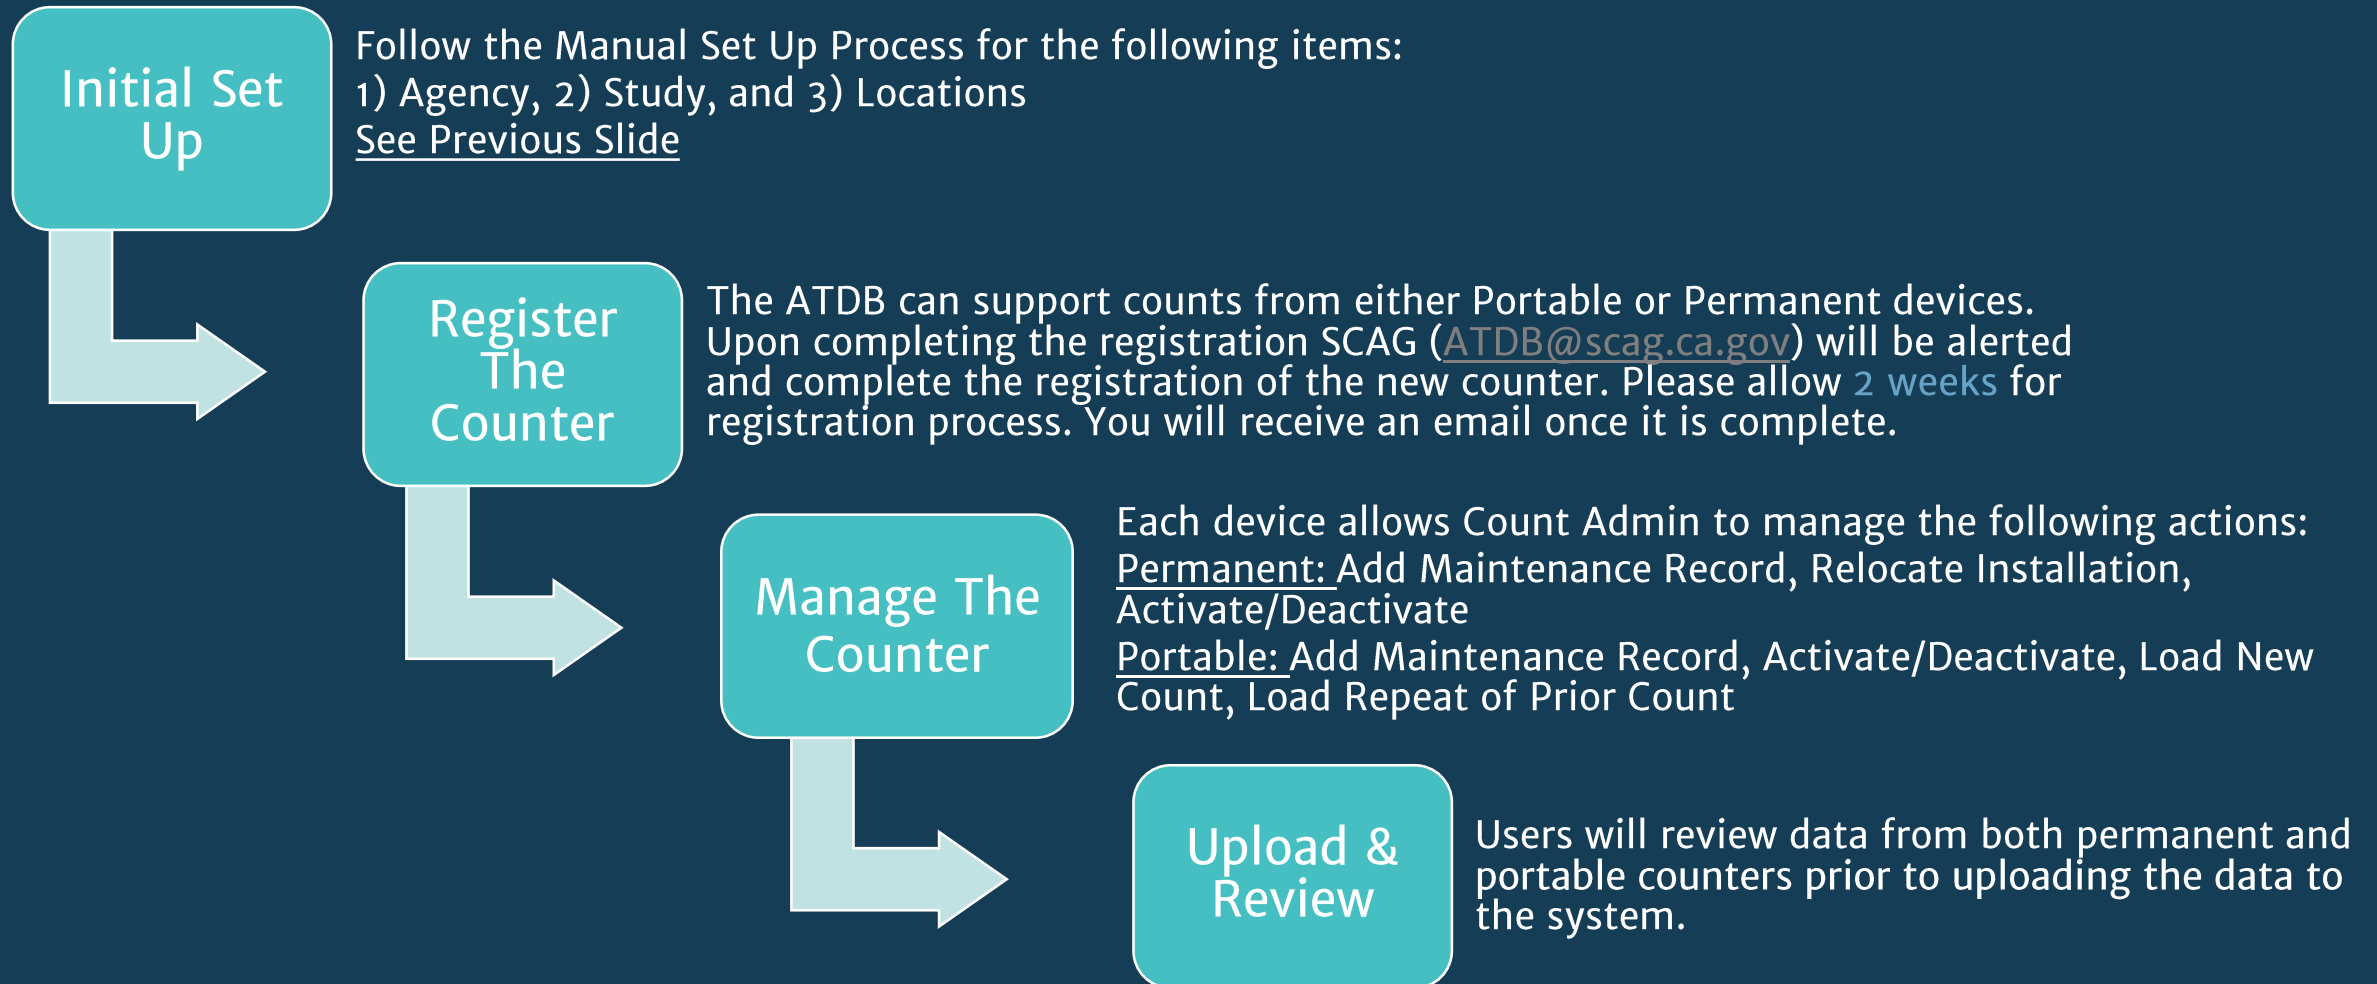 Initial Set
Up
Follow the Manual Set Up Process for the following items:
1) Agency, 2) Study, and 3) Locations
See Previous Slide
Register
The
Counter
The ATDB can support counts from either Portable or Permanent devices.
Upon completing the registration SCAG (ATDB@scag.ca.gov) will be alerted
and complete the registration of the new counter. Please allow 2 weeks for
registration process. You will receive an email once it is complete.
Manage The
Counter
Each device allows Count Admin to manage the following actions:
Permanent: Add Maintenance Record, Relocate Installation,
Activate/Deactivate
Portable: Add Maintenance Record, Activate/Deactivate, Load New
Count, Load Repeat of Prior Count
Upload &
Review
Users will review data from both permanent and
portable counters prior to uploading the data to
the system.